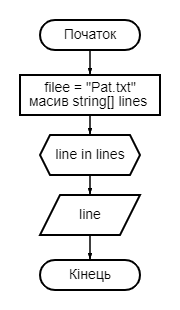 Початок
filee = "Pat.txt"
масив string[] lines
line in lines
line
Кінець